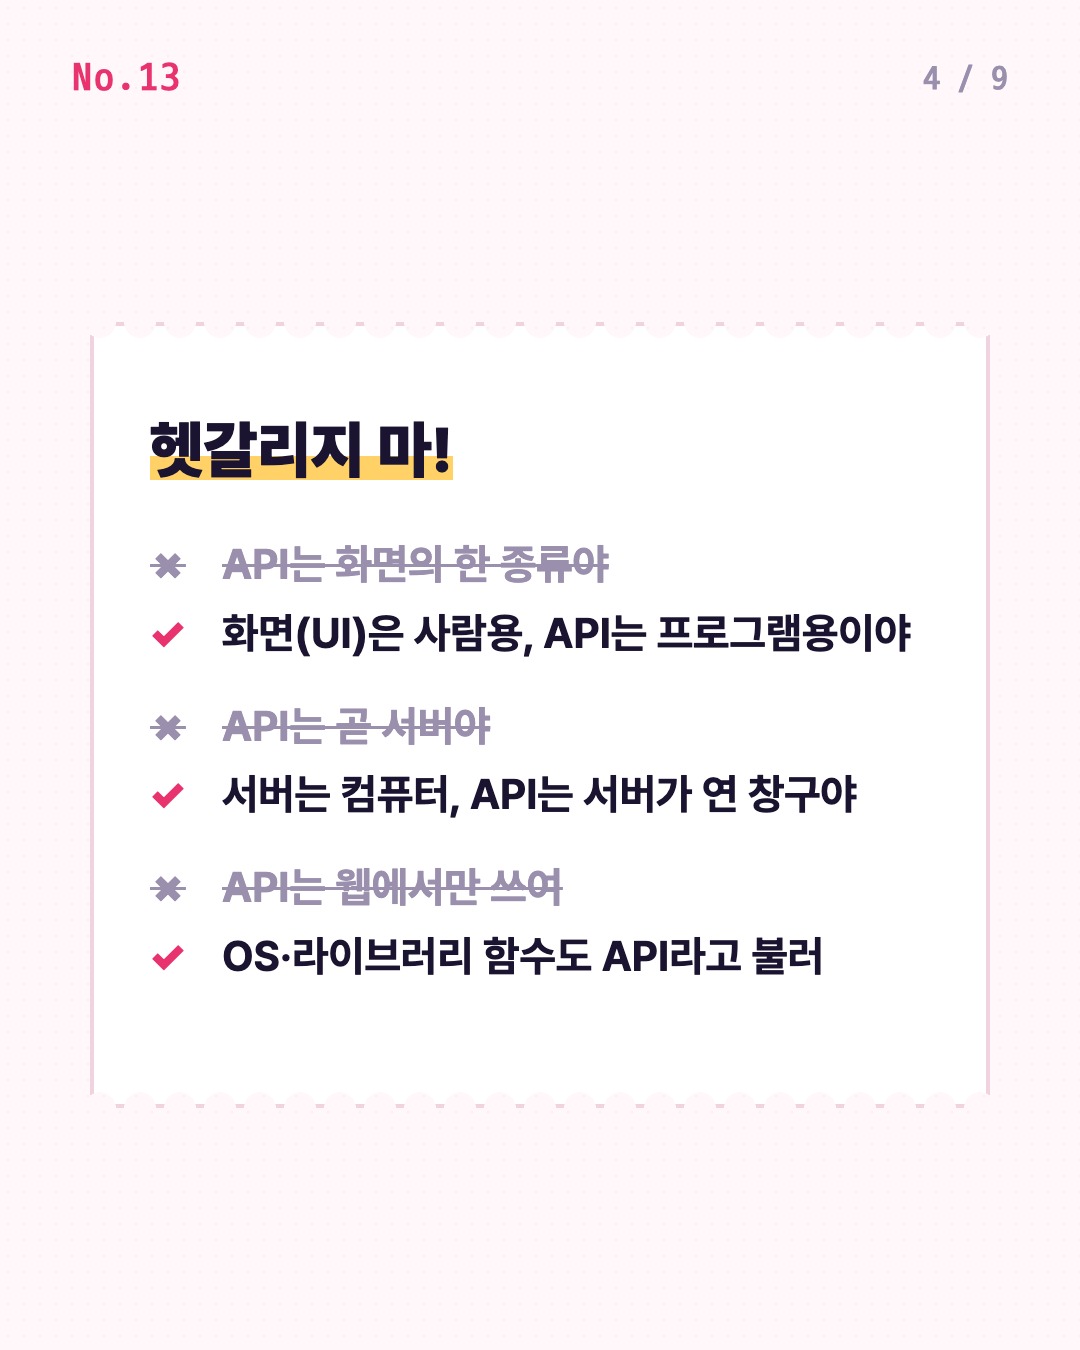 No.13
4 / 9
헷갈리지 마!
✖ API는 화면의 한 종류야
✔ 화면(UI)은 사람용, API는 프로그램용이야
✖ API는 곧 서버야
✔ 서버는 컴퓨터, API는 서버가 연 창구야
✖ API는 웹에서만 쓰여
✔ OS·라이브러리 함수도 API라고 불러